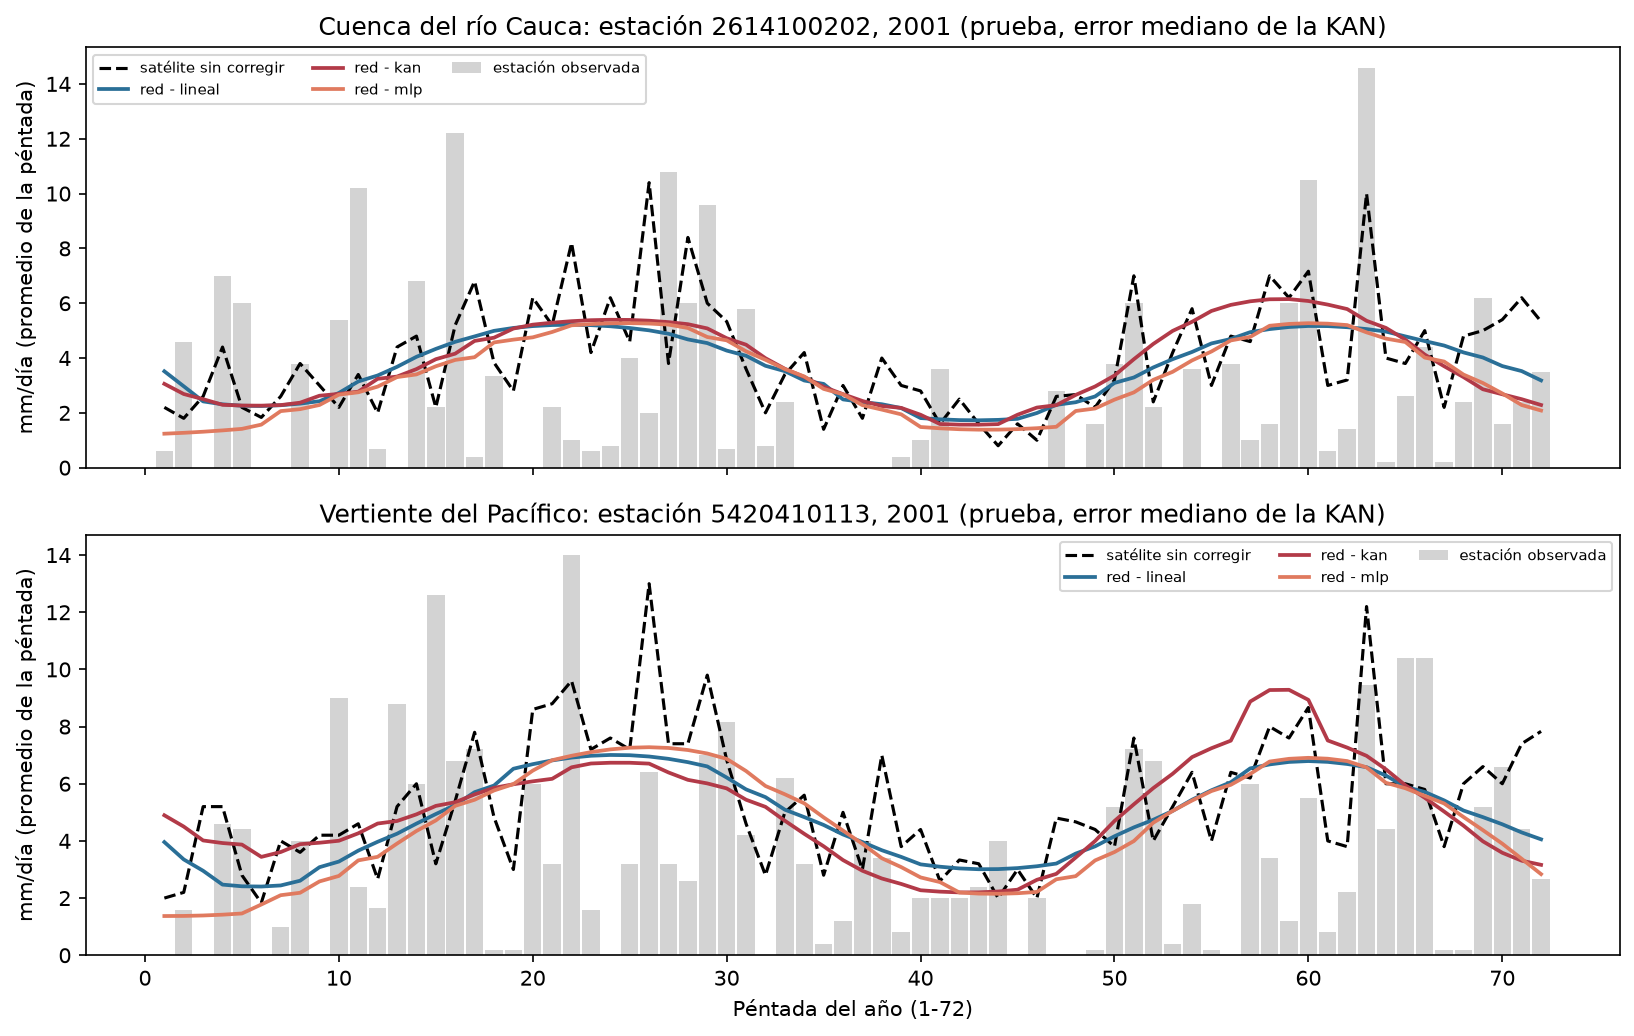 Cuenca del río Cauca: estación 2614100202, 2001 (prueba, error mediano de la KAN)
mm/día (promedio de la péntada)
14
12
10
8
6
4
2
0
satélite sin corregir
red - lineal
red - kan
red - mlp
estación observada
Vertiente del Pacífico: estación 5420410113, 2001 (prueba, error mediano de la KAN)
mm/día (promedio de la péntada)
14
12
10
8
6
4
2
0
satélite sin corregir
red - lineal
red - kan
red - mlp
estación observada
0 10 20 30 40 50 60 70
Péntada del año (1-72)